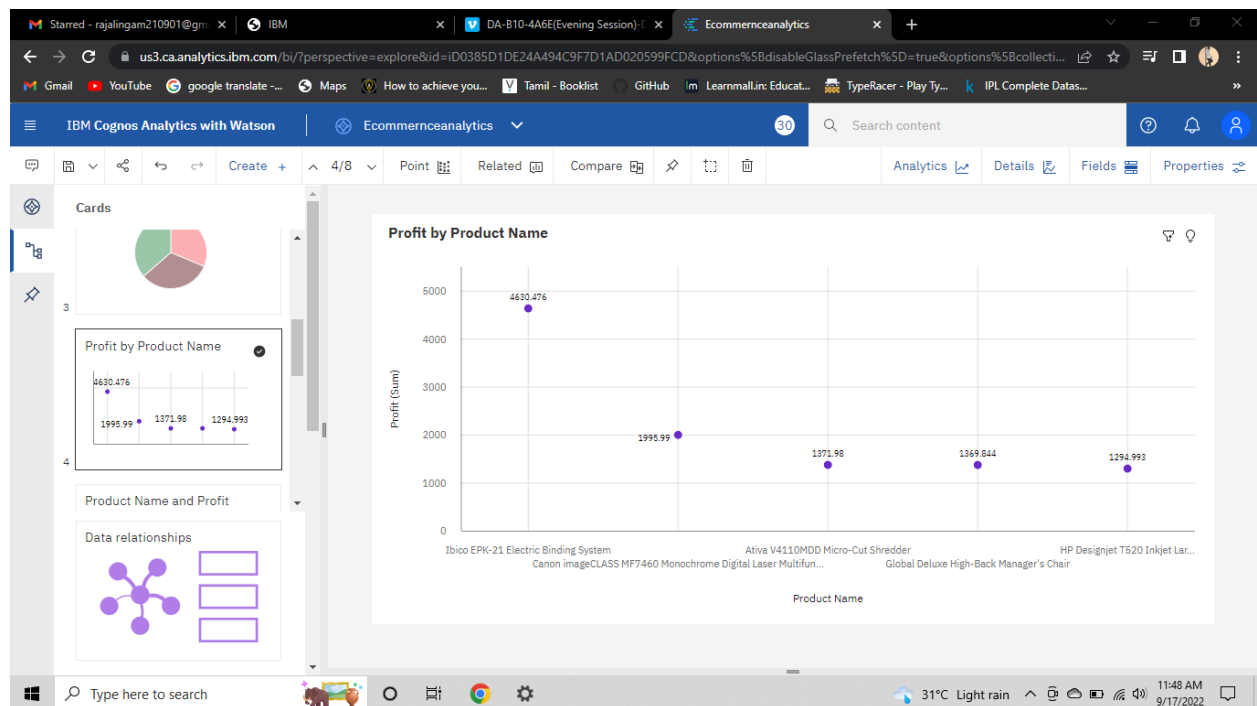 Starred - rajalingam210901@gm
IBM
DA-B10-4A6E(Evening Session)-D
Ecommernceanalytics
us3.ca.analytics.ibm.com/bi/?perspective=explore&id=iD0385D1DE24A494C9F7D1AD020599FCD&options%5BdisableGlassPrefetch%5D=true&options%5Bcollecti...
Gmail YouTube google translate -... Maps How to achieve you... Tamil - Booklist GitHub Learnmall.in: Educat... TypeRacer - Play Ty... IPL Complete Datas... »
IBM Cognos Analytics with Watson Ecommernceanalytics 30 Search content
Create + 4/8 Point Related Compare Analytics Details Fields Properties
Cards
3
Profit by Product Name
4630.476
1995.99 1371.98 1294.993
4
Product Name and Profit
Data relationships
Profit by Product Name
5000
4000
3000
2000
1000
0
Profit (Sum)
4630.476
1995.99
1371.98
1369.844
1294.993
Ibico EPK-21 Electric Binding System
Canon imageCLASS MF7460 Monochrome Digital Laser Multifun...
Ativa V4110MDD Micro-Cut Shredder
Global Deluxe High-Back Manager's Chair
HP Designjet T520 Inkjet Lar...
Product Name
Type here to search
31°C Light rain
11:48 AM
9/17/2022